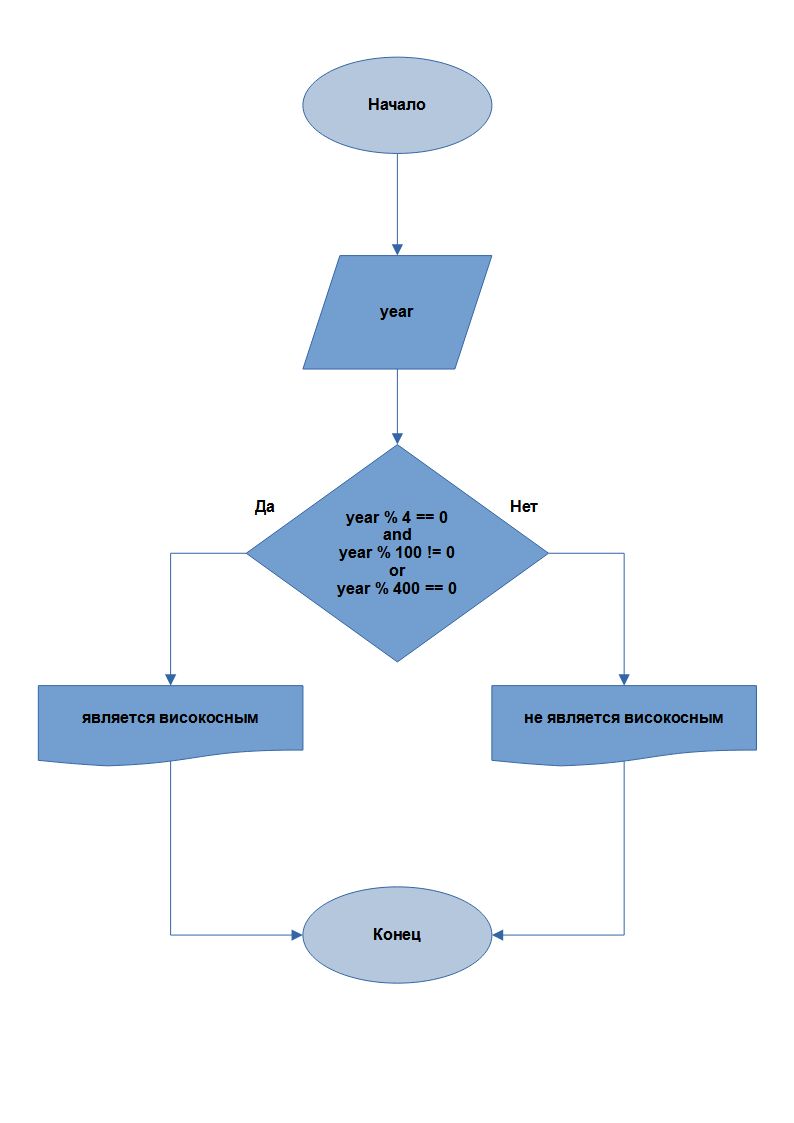 Начало
year
Да
Нет
year % 4 == 0
and
year % 100 != 0
or
year % 400 == 0
является високосным
не является високосным
Конец